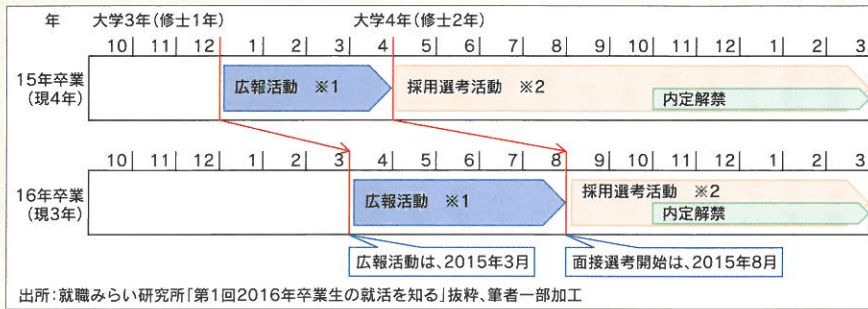 年 大学3年(修士1年) 大学4年(修士2年)
10 11 12 1 2 3 4 5 6 7 8 9 10 11 12 1 2 3
15年卒業
(現4年)
広報活動 ※1
採用選考活動 ※2
内定解禁
10 11 12 1 2 3 4 5 6 7 8 9 10 11 12 1 2 3
16年卒業
(現3年)
広報活動 ※1
採用選考活動 ※2
内定解禁
広報活動は、2015年3月
面接選考開始は、2015年8月
出所:就職みらい研究所「第1回2016年卒業生の就活を知る」抜粋、筆者一部加工